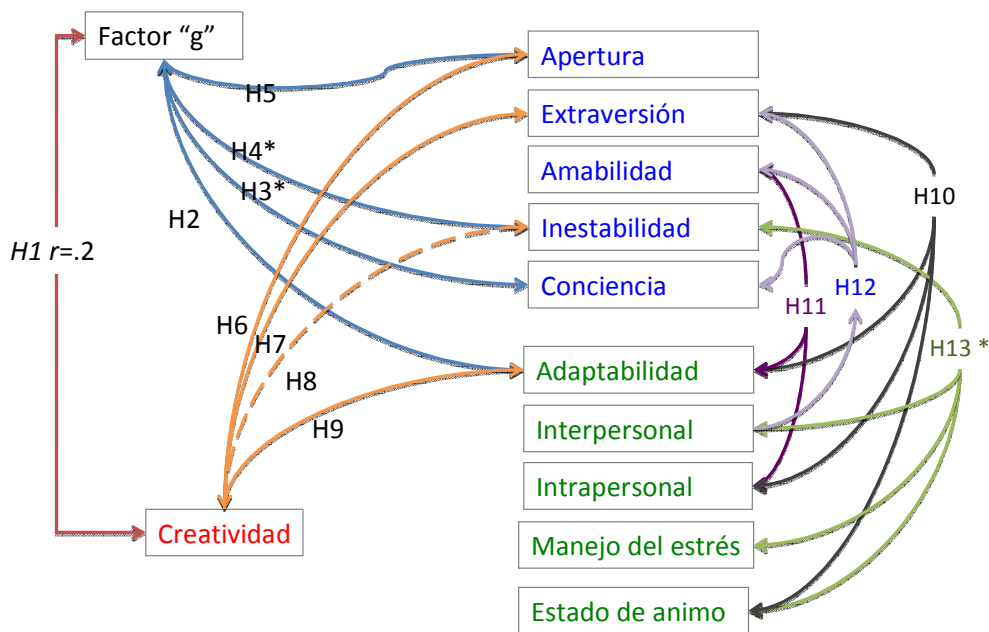 Factor “g”
Apertura
H5
Extraversión
H4*
Amabilidad
H3*
H10
H2
Inestabilidad
H1 r=.2
Conciencia
H12
H11
H6
H7
H13 *
H8
Adaptabilidad
H9
Interpersonal
Intrapersonal
Creatividad
Manejo del estrés
Estado de animo